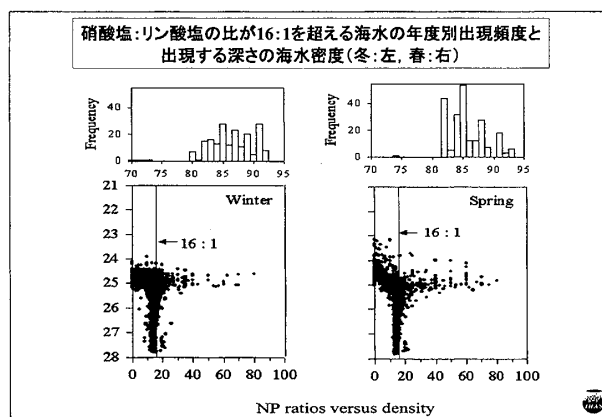 硝酸塩:リン酸塩の比が16:1を超える海水の年度別出現頻度と
出現する深さの海水密度(冬:左, 春:右)
Frequency
40
20
0
70 75 80 85 90 95
Frequency
40
20
0
70 75 80 85 90 95
21
22
23
24
25
26
27
28
Winter
16 : 1
0 20 40 60 80 100
Spring
16 : 1
0 20 40 60 80 100
NP ratios versus density